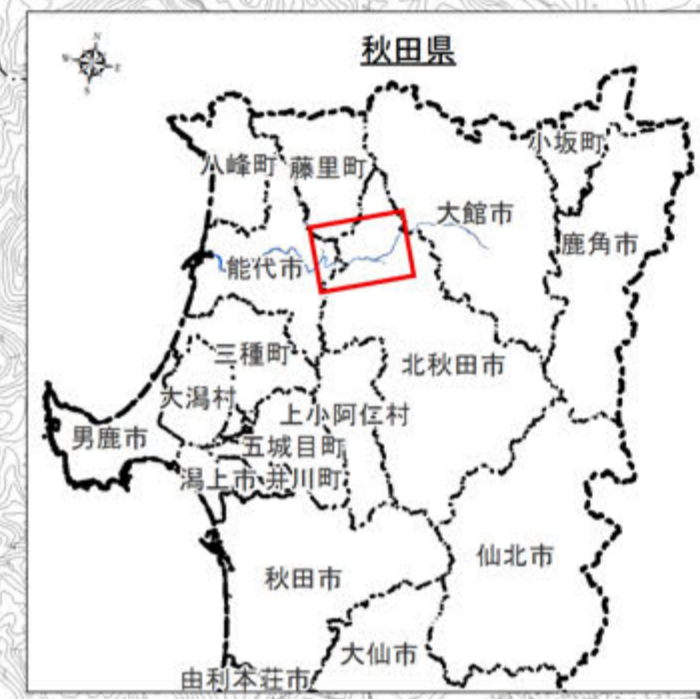 秋田県
N
W
E
S
小坂町
八峰町
藤里町
大館市
鹿角市
能代市
三種町
北秋田市
大潟村
上小阿仁村
男鹿市
五城目町
潟上市
井川町
仙北市
秋田市
大仙市
由利本荘市